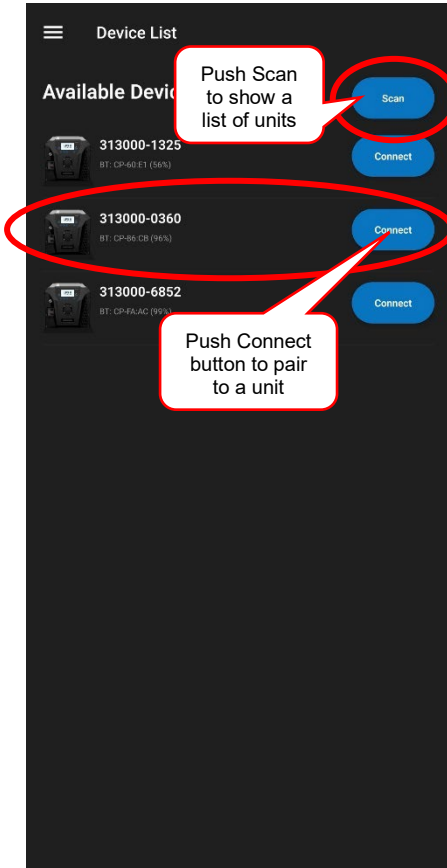 Device List
Push Scan
to show a
list of units
Available Devic
Scan
313000-1325
BT: CP-60:E1 (56%)
Connect
313000-0360
BT: CP-86:CB (96%)
Connect
313000-6852
BT: CP-FA:AC (99%)
Connect
Push Connect
button to pair
to a unit